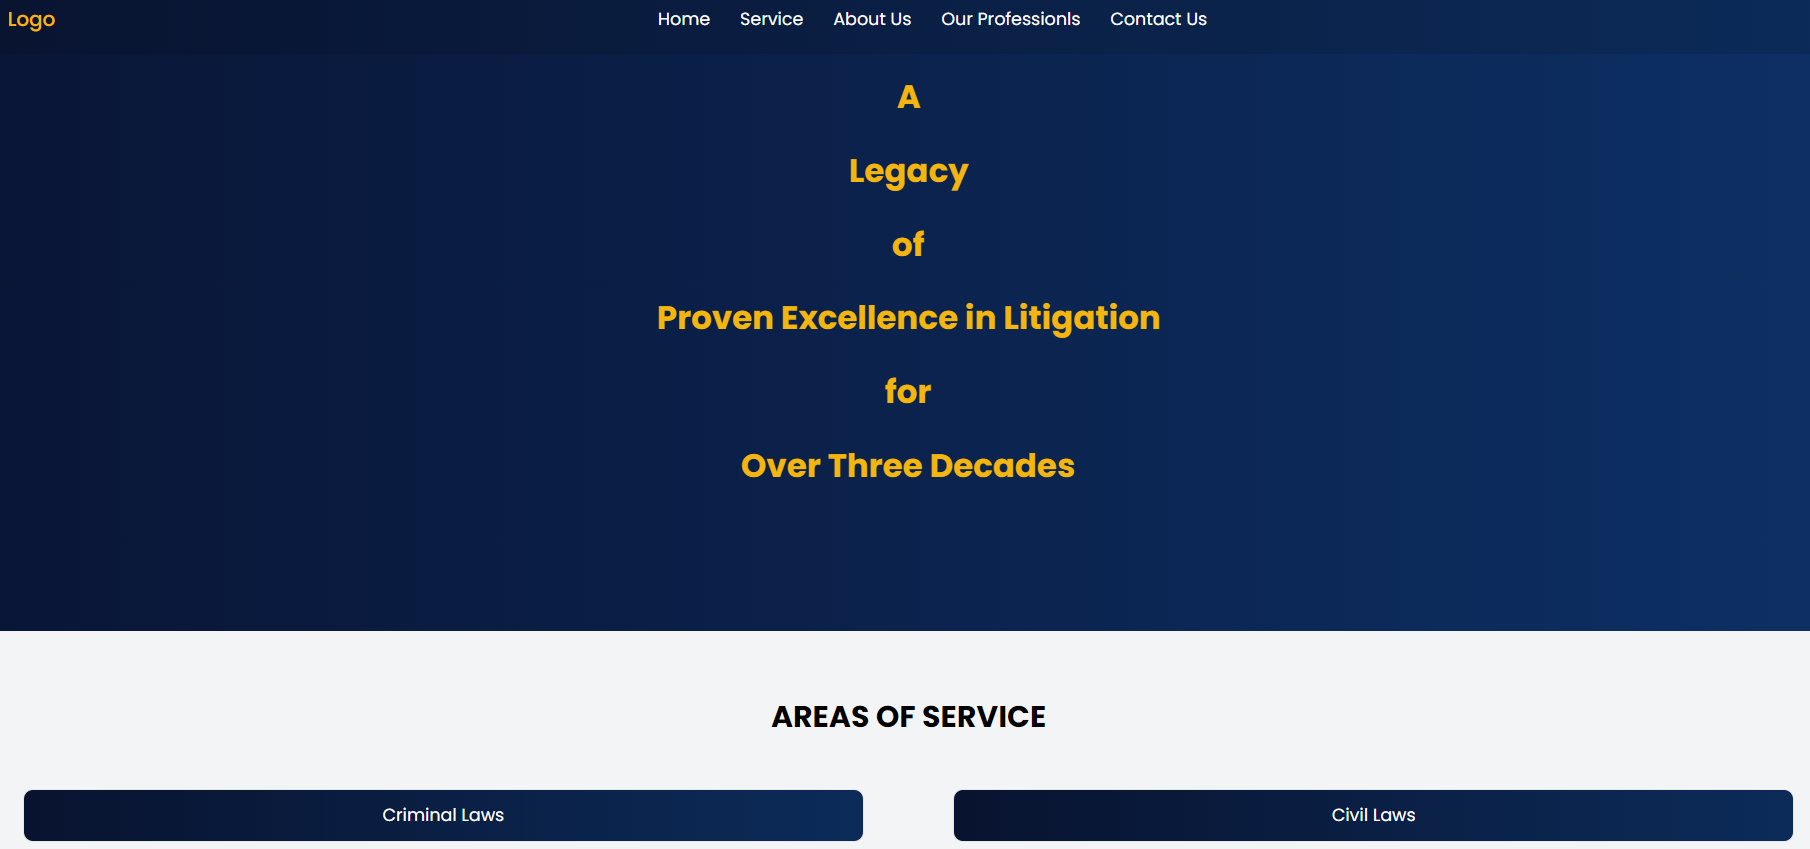 Logo
Home Service About Us Our Professionls Contact Us
A
Legacy
of
Proven Excellence in Litigation
for
Over Three Decades
AREAS OF SERVICE
Criminal Laws
Civil Laws